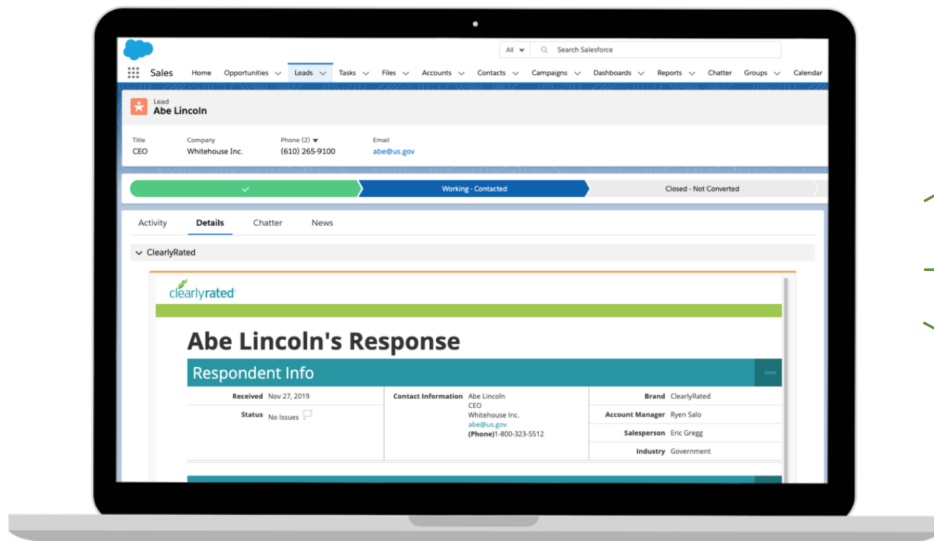 All Search Salesforce
Sales Home Opportunities Leads Tasks Files Accounts Contacts Campaigns Dashboards Reports Chatter Groups Calendar
Lead
Abe Lincoln
Title Company Phone (2) Email
CEO Whitehouse Inc. (610) 265-9100 abe@us.gov
Working - Contacted Closed - Not Converted
Activity Details Chatter News
ClearlyRated
clearlyrated
Abe Lincoln's Response
Respondent Info
Received Nov 27, 2019 Contact Information Abe Lincoln Brand ClearlyRated
CEO
Status No Issues Whitehouse Inc. Account Manager Ryen Salo
abe@us.gov
(Phone)1-800-323-5512 Salesperson Eric Gregg
Industry Government